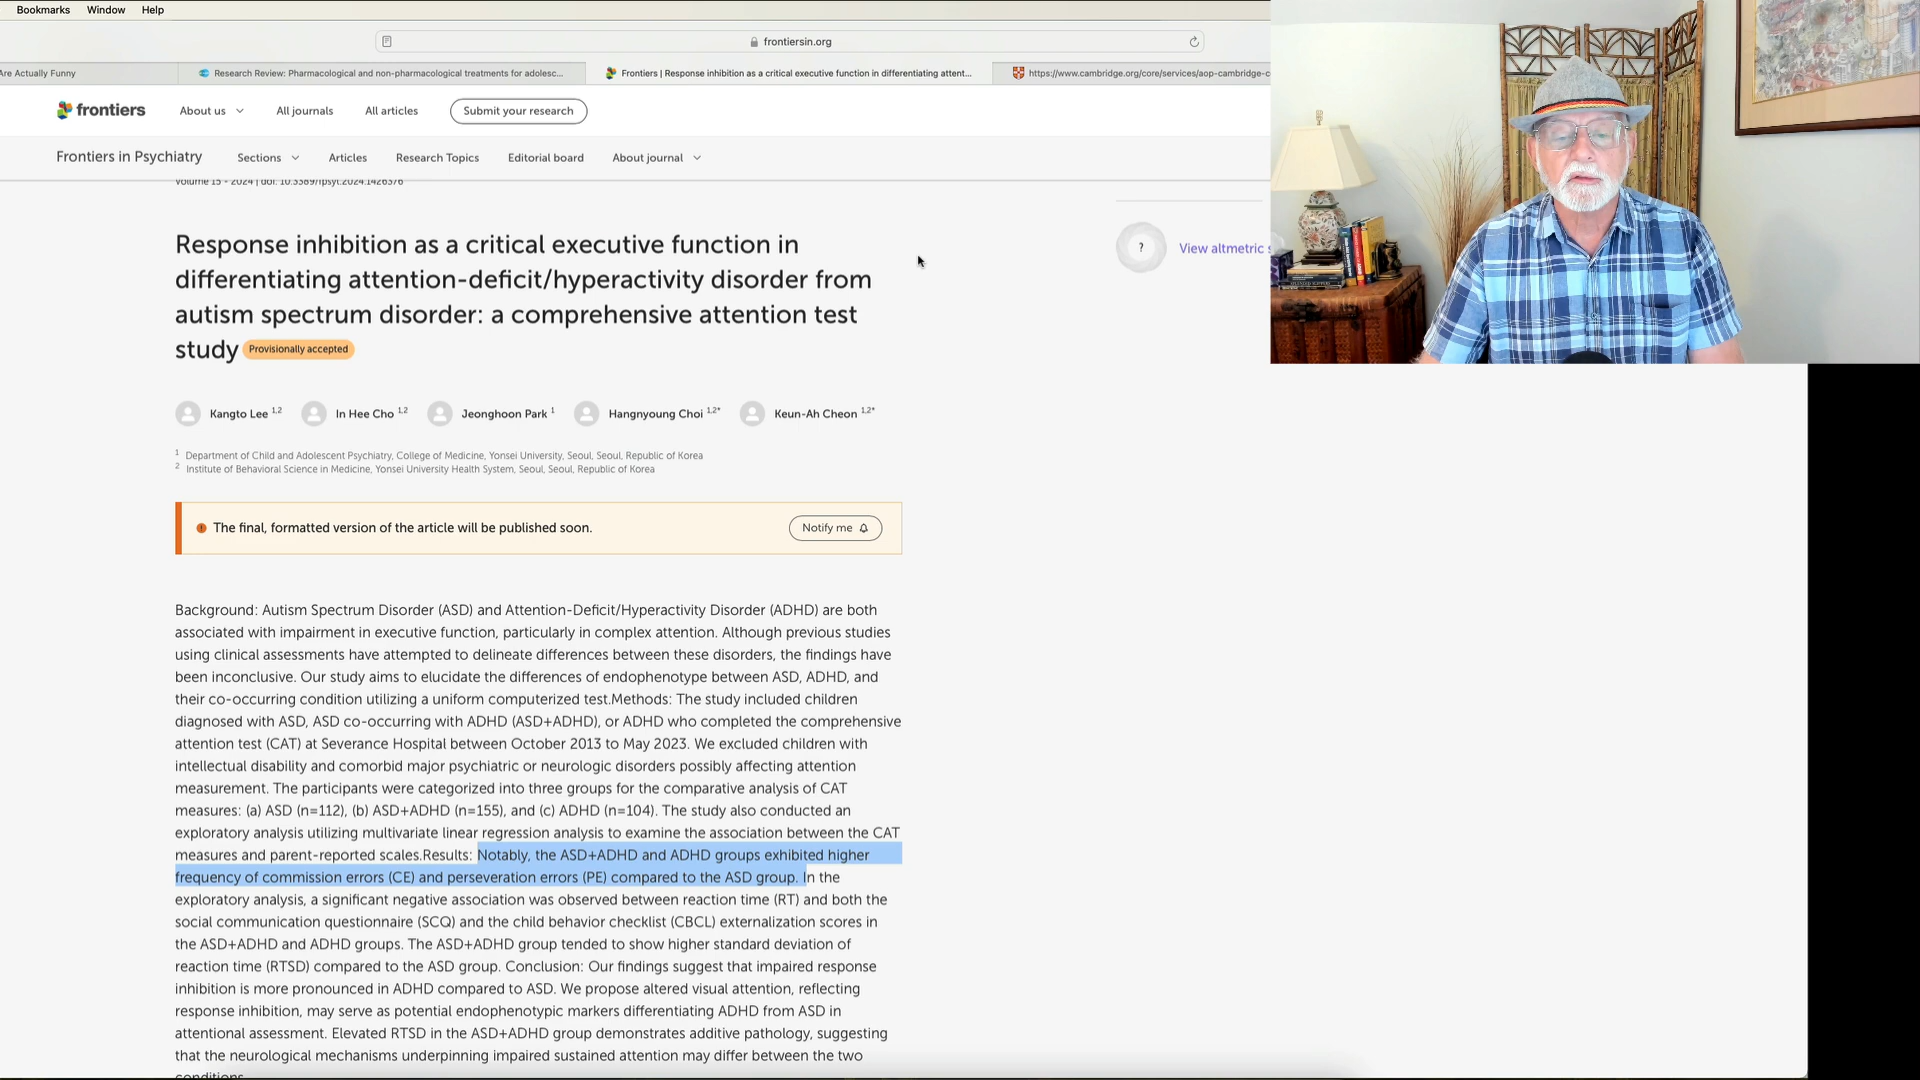 Bookmarks Window Help
frontiersin.org
Are Actually Funny
Research Review: Pharmacological and non-pharmacological treatments for adolesc...
Frontiers | Response inhibition as a critical executive function in differentiating attent...
https://www.cambridge.org/core/services/aop-cambridge-c
frontiers
About us
All journals
All articles
Submit your research
Frontiers in Psychiatry
Sections
Articles
Research Topics
Editorial board
About journal
Volume 15 - 2024 | doi: 10.3389/fpsyt.2024.1426376
Response inhibition as a critical executive function in
differentiating attention-deficit/hyperactivity disorder from
autism spectrum disorder: a comprehensive attention test
study Provisionally accepted
? View altmetric s
Kangto Lee 1,2 In Hee Cho 1,2 Jeonghoon Park 1 Hangnyoung Choi 1,2* Keun-Ah Cheon 1,2*
1 Department of Child and Adolescent Psychiatry, College of Medicine, Yonsei University, Seoul, Seoul, Republic of Korea
2 Institute of Behavioral Science in Medicine, Yonsei University Health System, Seoul, Seoul, Republic of Korea
The final, formatted version of the article will be published soon.
Notify me
Background: Autism Spectrum Disorder (ASD) and Attention-Deficit/Hyperactivity Disorder (ADHD) are both
associated with impairment in executive function, particularly in complex attention. Although previous studies
using clinical assessments have attempted to delineate differences between these disorders, the findings have
been inconclusive. Our study aims to elucidate the differences of endophenotype between ASD, ADHD, and
their co-occurring condition utilizing a uniform computerized test.Methods: The study included children
diagnosed with ASD, ASD co-occurring with ADHD (ASD+ADHD), or ADHD who completed the comprehensive
attention test (CAT) at Severance Hospital between October 2013 to May 2023. We excluded children with
intellectual disability and comorbid major psychiatric or neurologic disorders possibly affecting attention
measurement. The participants were categorized into three groups for the comparative analysis of CAT
measures: (a) ASD (n=112), (b) ASD+ADHD (n=155), and (c) ADHD (n=104). The study also conducted an
exploratory analysis utilizing multivariate linear regression analysis to examine the association between the CAT
measures and parent-reported scales.Results: Notably, the ASD+ADHD and ADHD groups exhibited higher
frequency of commission errors (CE) and perseveration errors (PE) compared to the ASD group. In the
exploratory analysis, a significant negative association was observed between reaction time (RT) and both the
social communication questionnaire (SCQ) and the child behavior checklist (CBCL) externalization scores in
the ASD+ADHD and ADHD groups. The ASD+ADHD group tended to show higher standard deviation of
reaction time (RTSD) compared to the ASD group. Conclusion: Our findings suggest that impaired response
inhibition is more pronounced in ADHD compared to ASD. We propose altered visual attention, reflecting
response inhibition, may serve as potential endophenotypic markers differentiating ADHD from ASD in
attentional assessment. Elevated RTSD in the ASD+ADHD group demonstrates additive pathology, suggesting
that the neurological mechanisms underpinning impaired sustained attention may differ between the two
conditions.